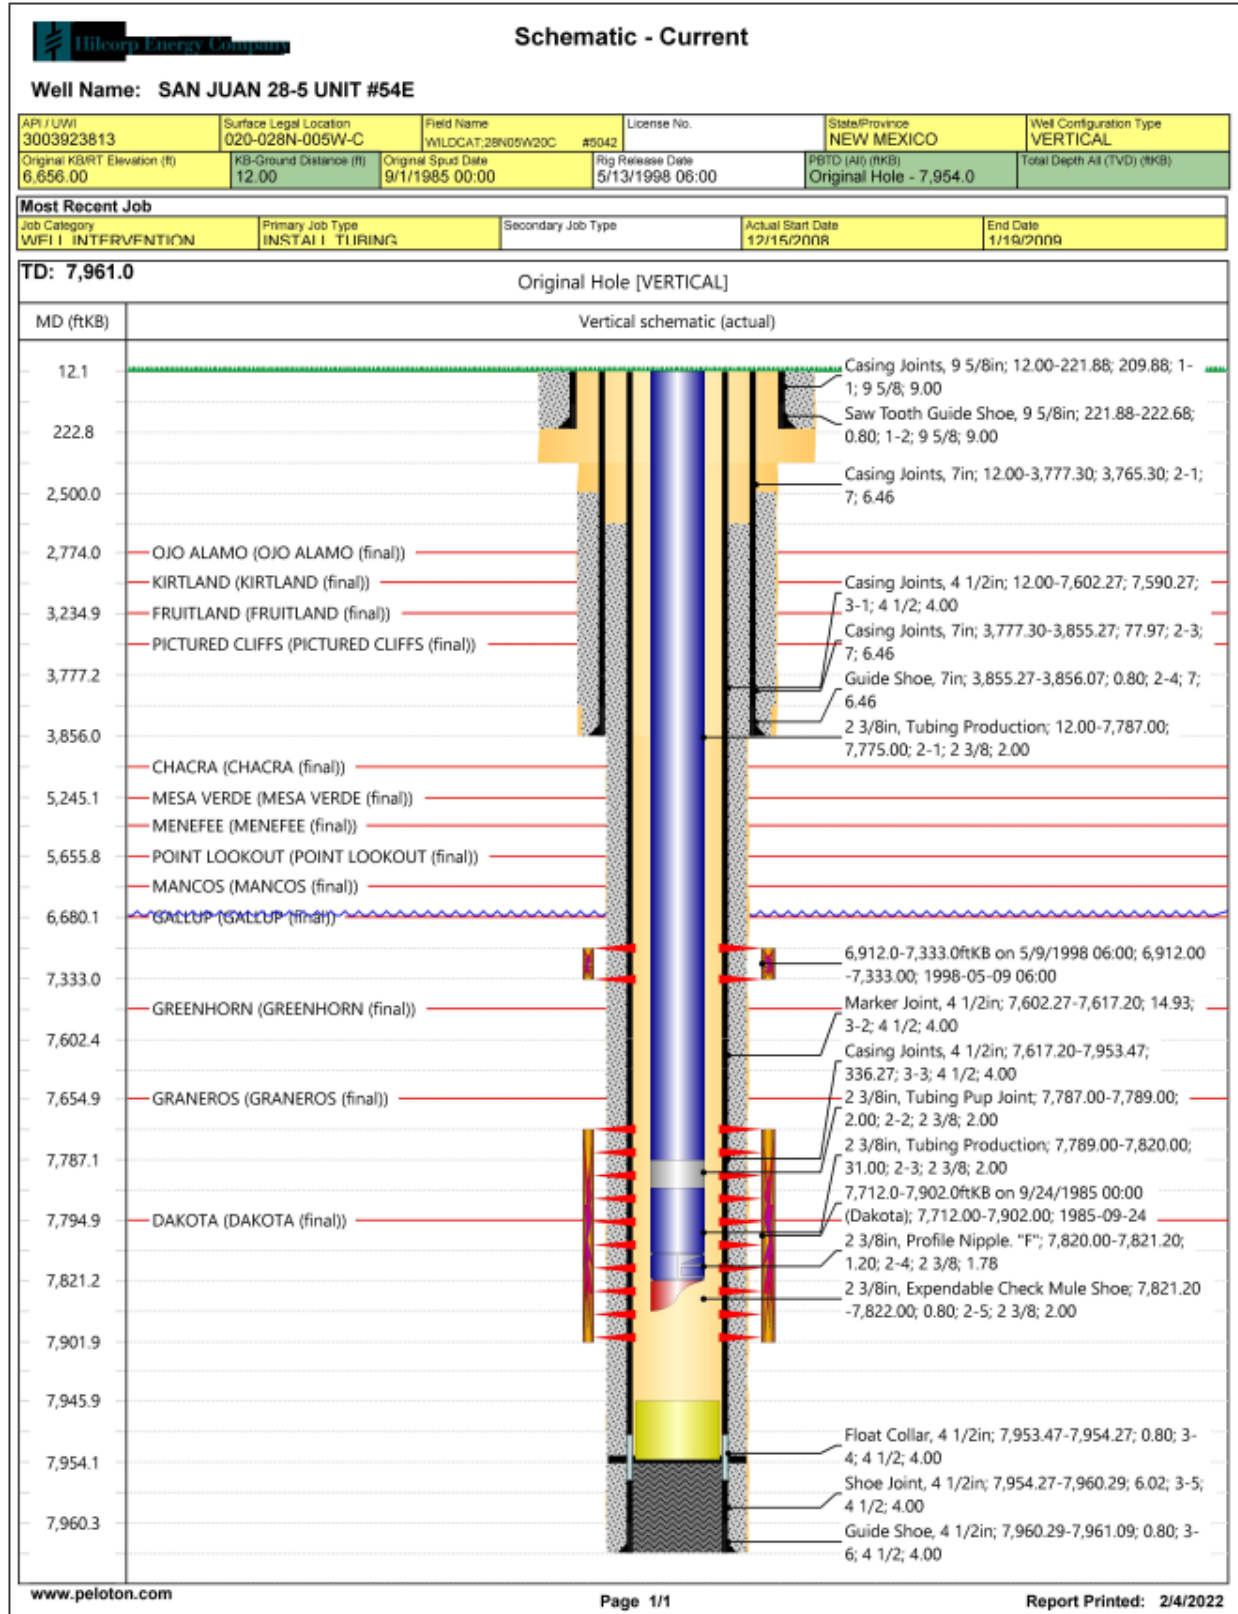 Hilcorp Energy Company
Schematic - Current
Well Name: SAN JUAN 28-5 UNIT #54E
API / UWI
3003923813
Surface Legal Location
020-028N-005W-C
Field Name
WILDCAT;28N05W20C #5042
License No.
State/Province
NEW MEXICO
Well Configuration Type
VERTICAL
Original KB/RT Elevation (ft)
6,656.00
KB-Ground Distance (ft)
12.00
Original Spud Date
9/1/1985 00:00
Rig Release Date
5/13/1998 06:00
PBTD (All) (ftKB)
Original Hole - 7,954.0
Total Depth All (TVD) (ftKB)
Most Recent Job
Job Category
WELL INTERVENTION
Primary Job Type
INSTALL TUBING
Secondary Job Type
Actual Start Date
12/15/2008
End Date
1/19/2009
TD: 7,961.0
Original Hole [VERTICAL]
MD (ftKB)
Vertical schematic (actual)
12.1
222.8
2,500.0
2,774.0
3,234.9
3,777.2
3,856.0
5,245.1
5,655.8
6,680.1
7,333.0
7,602.4
7,654.9
7,787.1
7,794.9
7,821.2
7,901.9
7,945.9
7,954.1
7,960.3
OJO ALAMO (OJO ALAMO (final))
KIRTLAND (KIRTLAND (final))
FRUITLAND (FRUITLAND (final))
PICTURED CLIFFS (PICTURED CLIFFS (final))
CHACRA (CHACRA (final))
MESA VERDE (MESA VERDE (final))
MENEFEE (MENEFEE (final))
POINT LOOKOUT (POINT LOOKOUT (final))
MANCOS (MANCOS (final))
GALLUP (GALLUP (final))
GREENHORN (GREENHORN (final))
GRANEROS (GRANEROS (final))
DAKOTA (DAKOTA (final))
Casing Joints, 9 5/8in; 12.00-221.88; 209.88; 1-
1; 9 5/8; 9.00
Saw Tooth Guide Shoe, 9 5/8in; 221.88-222.68;
0.80; 1-2; 9 5/8; 9.00
Casing Joints, 7in; 12.00-3,777.30; 3,765.30; 2-1;
7; 6.46
Casing Joints, 4 1/2in; 12.00-7,602.27; 7,590.27;
3-1; 4 1/2; 4.00
Casing Joints, 7in; 3,777.30-3,855.27; 77.97; 2-3;
7; 6.46
Guide Shoe, 7in; 3,855.27-3,856.07; 0.80; 2-4; 7;
6.46
2 3/8in, Tubing Production; 12.00-7,787.00;
7,775.00; 2-1; 2 3/8; 2.00
6,912.0-7,333.0ftKB on 5/9/1998 06:00; 6,912.00
-7,333.00; 1998-05-09 06:00
Marker Joint, 4 1/2in; 7,602.27-7,617.20; 14.93;
3-2; 4 1/2; 4.00
Casing Joints, 4 1/2in; 7,617.20-7,953.47;
336.27; 3-3; 4 1/2; 4.00
2 3/8in, Tubing Pup Joint; 7,787.00-7,789.00;
2.00; 2-2; 2 3/8; 2.00
2 3/8in, Tubing Production; 7,789.00-7,820.00;
31.00; 2-3; 2 3/8; 2.00
7,712.0-7,902.0ftKB on 9/24/1985 00:00
(Dakota); 7,712.00-7,902.00; 1985-09-24
2 3/8in, Profile Nipple. "F"; 7,820.00-7,821.20;
1.20; 2-4; 2 3/8; 1.78
2 3/8in, Expendable Check Mule Shoe; 7,821.20
-7,822.00; 0.80; 2-5; 2 3/8; 2.00
Float Collar, 4 1/2in; 7,953.47-7,954.27; 0.80; 3-
4; 4 1/2; 4.00
Shoe Joint, 4 1/2in; 7,954.27-7,960.29; 6.02; 3-5;
4 1/2; 4.00
Guide Shoe, 4 1/2in; 7,960.29-7,961.09; 0.80; 3-
6; 4 1/2; 4.00
www.peloton.com
Page 1/1
Report Printed: 2/4/2022